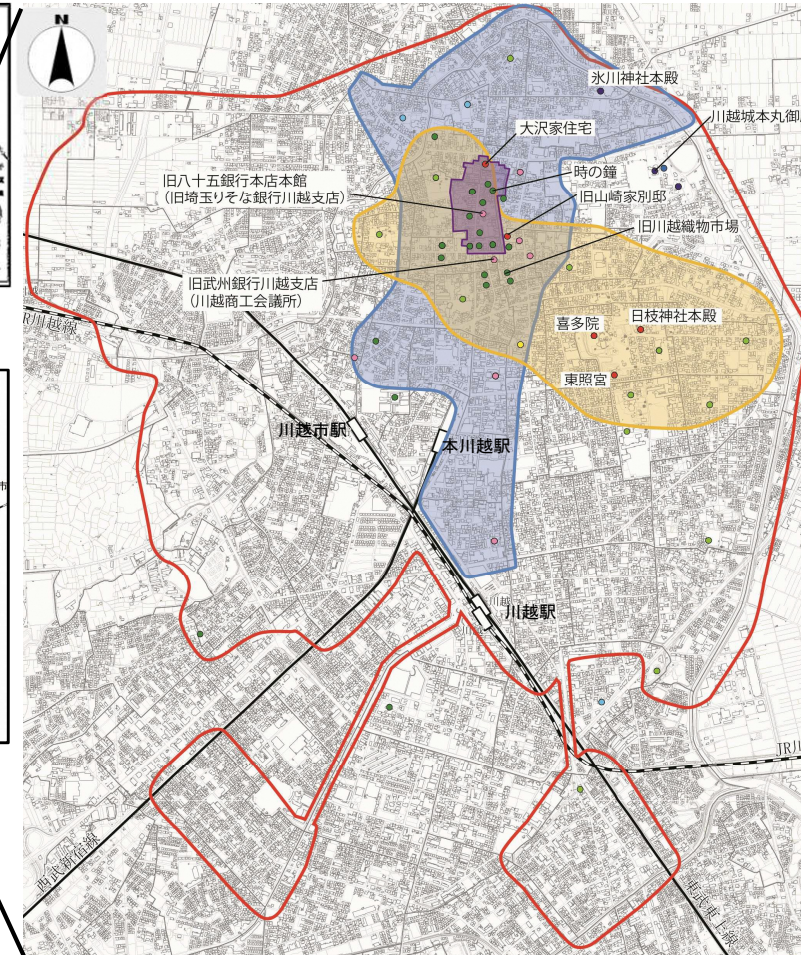 N
氷川神社本殿
川越城本丸御
大沢家住宅
時の鐘
旧八十五銀行本店本館
(旧埼玉りそな銀行川越支店)
旧山崎家別邸
旧川越織物市場
旧武州銀行川越支店
(川越商工会議所)
R川越線
喜多院
日枝神社本殿
東照宮
川越市駅
本川越駅
市
川越
川越駅
JR川
西武新宿線
東武東上線